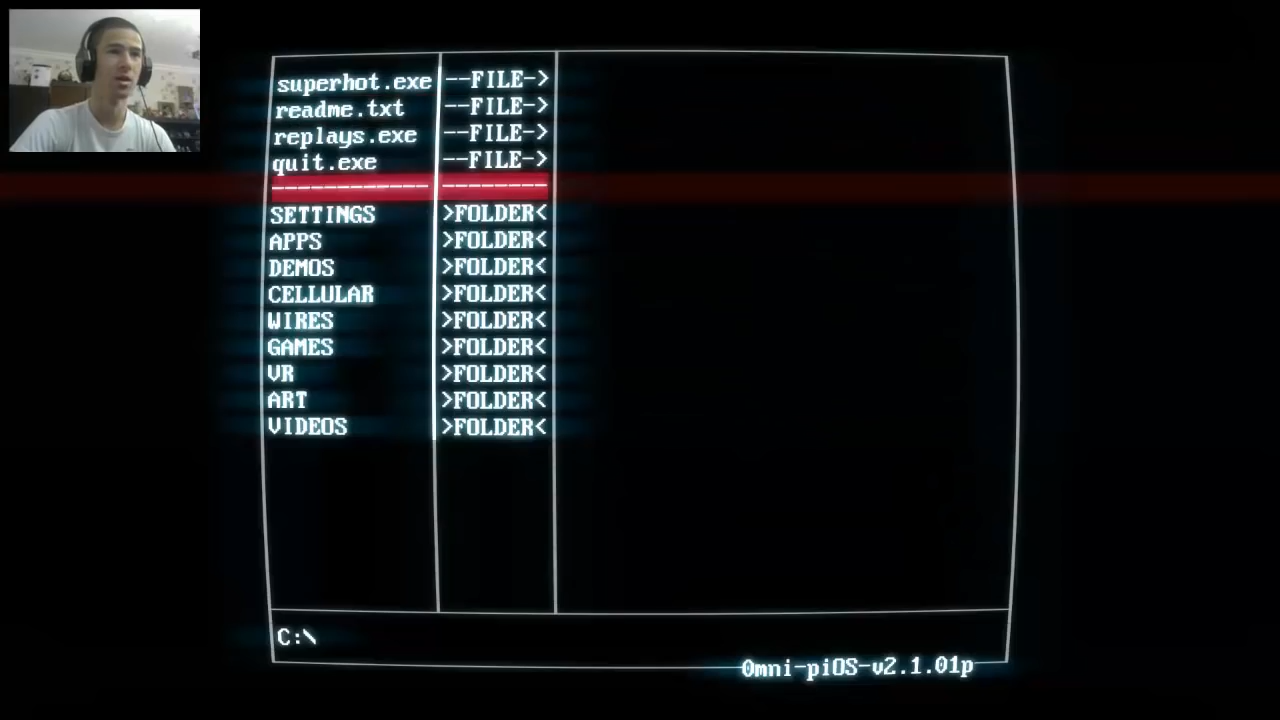 superhot.exe --FILE->
readme.txt --FILE->
replays.exe --FILE->
quit.exe --FILE->
------------ --------
SETTINGS >FOLDER<
APPS >FOLDER<
DEMOS >FOLDER<
CELLULAR >FOLDER<
WIRES >FOLDER<
GAMES >FOLDER<
VR >FOLDER<
ART >FOLDER<
VIDEOS >FOLDER<
C:\
Omni-piOS-v2.1.01p